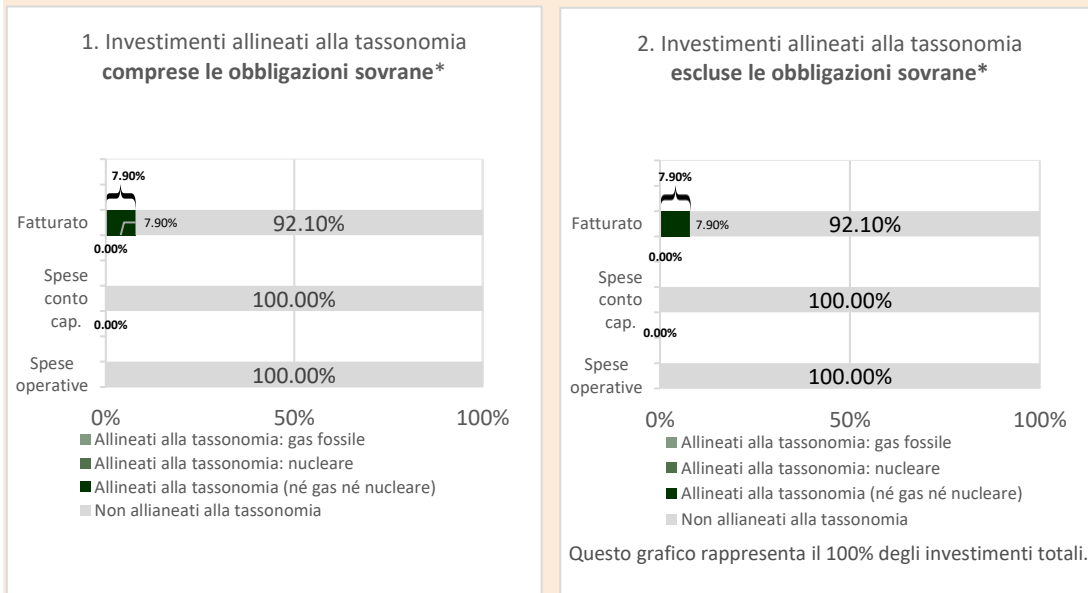 1. Investimenti allineati alla tassonomia
comprese le obbligazioni sovrane*
7.90%
Fatturato
7.90%
92.10%
0.00%
Spese
conto
cap.
100.00%
0.00%
Spese
operative
100.00%
0%
50%
100%
Allineati alla tassonomia: gas fossile
Allineati alla tassonomia: nucleare
Allineati alla tassonomia (né gas né nucleare)
Non allianeati alla tassonomia
2. Investimenti allineati alla tassonomia
escluse le obbligazioni sovrane*
7.90%
Fatturato
7.90%
92.10%
0.00%
Spese
conto
cap.
100.00%
0.00%
Spese
operative
100.00%
0%
50%
100%
Allineati alla tassonomia: gas fossile
Allineati alla tassonomia: nucleare
Allineati alla tassonomia (né gas né nucleare)
Non allianeati alla tassonomia
Questo grafico rappresenta il 100% degli investimenti totali.